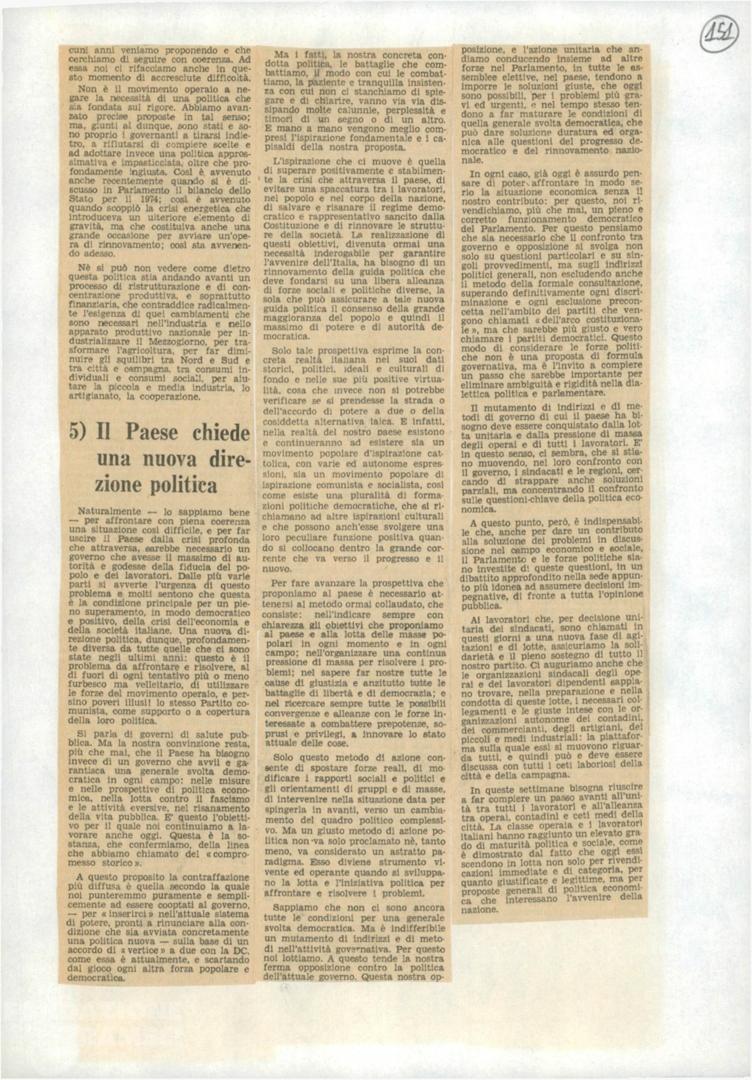 151
cuni anni veniamo proponendo e che
cerchiamo di seguire con coerenza. Ad
essa noi ci rifacciamo anche in que-
sto momento di accresciute difficoltà.
Non è il movimento operaio a ne-
gare la necessità di una politica che
sia fondata sul rigore. Abbiamo avan-
zato precise proposte in tal senso;
ma, giunti al dunque, sono stati e so-
no proprio i governanti a tirarsi indie-
tro, a rifiutarsi di compiere scelte e
ad adottare invece una politica appros-
simativa e impasticciata, oltre che pro-
fondamente ingiusta. Così è avvenuto
anche recentemente quando si è di-
scusso in Parlamento il bilancio dello
Stato per il 1974; così è avvenuto
quando scoppiò la crisi energetica che
introduceva un ulteriore elemento di
gravità, ma che costituiva anche una
grande occasione per avviare un'ope-
ra di rinnovamento; così sta avvenen-
do adesso.
Nè si può non vedere come dietro
questa politica stia andando avanti un
processo di ristrutturazione e di con-
centrazione produttiva, e soprattutto
finanziaria, che contraddice radicalmen-
te l'esigenza di quei cambiamenti che
sono necessari nell'industria e nello
apparato produttivo nazionale per in-
dustrializzare il Mezzogiorno, per tra-
sformare l'agricoltura, per far dimi-
nuire gli squilibri tra Nord e Sud e
tra città e campagna, tra consumi in-
dividuali e consumi sociali, per aiu-
tare la piccola e media industria, lo
artigianato, la cooperazione.
5) Il Paese chiede
una nuova dire-
zione politica
Naturalmente — lo sappiamo bene
— per affrontare con piena coerenza
una situazione così difficile, e per far
uscire il Paese dalla crisi profonda
che attraversa, sarebbe necessario un
governo che avesse il massimo di au-
torità e godesse della fiducia del po-
polo e dei lavoratori. Dalle più varie
parti si avverte l'urgenza di questo
problema e molti sentono che questa
è la condizione principale per un pie-
no superamento, in modo democratico
e positivo, della crisi dell'economia e
della società italiane. Una nuova di-
rezione politica, dunque, profondamen-
te diversa da tutte quelle che ci sono
state negli ultimi anni: questo è il
problema da affrontare e risolvere, al
di fuori di ogni tentativo più o meno
furbesco ma velleitario, di utilizzare
le forze del movimento operaio, e per-
sino poveri illusi! lo stesso Partito co-
munista, come supporto o a copertura
della loro politica.
Si parla di governi di salute pub-
blica. Ma la nostra convinzione resta,
più che mai, che il Paese ha bisogno
invece di un governo che avvii e ga-
rantisca una generale svolta demo-
cratica in ogni campo: nelle misure
e nelle prospettive di politica econo-
mica, nella lotta contro il fascismo
e le attività eversive, nel risanamento
della vita pubblica. E' questo l'obietti-
vo per il quale noi continuiamo a la-
vorare anche oggi. Questa è la so-
stanza, che confermiamo, della linea
che abbiamo chiamato del «compro-
messo storico».
A questo proposito la contraffazione
più diffusa è quella secondo la quale
noi punteremmo puramente e sempli-
cemente ad essere cooptati al governo,
— per «inserirci» nell'attuale sistema
di potere, pronti a rinunciare alla con-
dizione che sia avviata concretamente
una politica nuova — sulla base di un
accordo di «vertice» a due con la DC,
come essa è attualmente, e scartando
dal gioco ogni altra forza popolare e
democratica.
Ma i fatti, la nostra concreta con-
dotta politica, le battaglie che com-
battiamo, il modo con cui le combat-
tiamo, la paziente e tranquilla insisten-
za con cui non ci stanchiamo di spie-
gare e di chiarire, vanno via via dis-
sipando molte calunnie, perplessità e
timori di un segno o di un altro.
E mano a mano vengono meglio com-
presi l'ispirazione fondamentale e i ca-
pisaldi della nostra proposta.
L'ispirazione che ci muove è quella
di superare positivamente e stabilmen-
te la crisi che attraversa il paese, di
evitare una spaccatura tra i lavoratori,
nel popolo e nel corpo della nazione,
di salvare e risanare il regime demo-
cratico e rappresentativo sancito dalla
Costituzione e di rinnovare le struttu-
re della società. La realizzazione di
questi obiettivi, divenuta ormai una
necessità inderogabile per garantire
l'avvenire dell'Italia, ha bisogno di un
rinnovamento della guida politica che
deve fondarsi su una libera alleanza
di forze sociali e politiche diverse, la
sola che può assicurare a tale nuova
guida politica il consenso della grande
maggioranza del popolo e quindi il
massimo di potere e di autorità de-
mocratica.
Solo tale prospettiva esprime la con-
creta realtà italiana nei suoi dati
storici, politici, ideali e culturali di
fondo e nelle sue più positive virtua-
lità, cosa che invece non si potrebbe
verificare se si prendesse la strada o
dell'accordo di potere a due o della
cosiddetta alternativa laica. E infatti,
nella realtà del nostro paese esistono
e continueranno ad esistere sia un
movimento popolare d'ispirazione cat-
tolica, con varie ed autonome espres-
sioni, sia un movimento popolare di
ispirazione comunista e socialista, così
come esiste una pluralità di forma-
zioni politiche democratiche, che si ri-
chiamano ad altre ispirazioni culturali
e che possono anch'esse svolgere una
loro peculiare funzione positiva quan-
do si collocano dentro la grande cor-
rente che va verso il progresso e il
nuovo.
Per fare avanzare la prospettiva che
proponiamo al paese è necessario at-
tenersi al metodo ormai collaudato, che
consiste: nell'indicare sempre con
chiarezza gli obiettivi che proponiamo
al paese e alla lotta delle masse po-
polari in ogni momento e in ogni
campo; nell'organizzare una continua
pressione di massa per risolvere i pro-
blemi; nel sapere far nostre tutte le
cause di giustizia e anzitutto tutte le
battaglie di libertà e di democrazia; e
nel ricercare sempre tutte le possibili
convergenze e alleanze con le forze in-
teressate a combattere prepotenze, so-
prusi e privilegi, a innovare lo stato
attuale delle cose.
Solo questo metodo di azione con-
sente di spostare forze reali, di mo-
dificare i rapporti sociali e politici e
gli orientamenti di gruppi e di masse,
di intervenire nella situazione data per
spingerla in avanti, verso un cambia-
mento del quadro politico complessi-
vo. Ma un giusto metodo di azione po-
litica non va solo proclamato nè, tanto
meno, va considerato un astratto pa-
radigma. Esso diviene strumento vi-
vente ed operante quando si sviluppa-
no la lotta e l'iniziativa politica per
affrontare e risolvere i problemi.
Sappiamo che non ci sono ancora
tutte le condizioni per una generale
svolta democratica. Ma è indifferibile
un mutamento di indirizzi e di meto-
di nell'attività governativa. Per questo
noi lottiamo. A questo tende la nostra
ferma opposizione contro la politica
dell'attuale governo. Questa nostra op-
posizione, e l'azione unitaria che an-
diamo conducendo insieme ad altre
forze nel Parlamento, in tutte le as-
semblee elettive, nel paese, tendono a
imporre le soluzioni giuste, che oggi
sono possibili, per i problemi più gra-
vi ed urgenti, e nel tempo stesso ten-
dono a far maturare le condizioni di
quella generale svolta democratica, che
può dare soluzione duratura ed orga-
nica alle questioni del progresso de-
mocratico e del rinnovamento nazio-
nale.
In ogni caso, già oggi è assurdo pen-
sare di poter affrontare in modo se-
rio la situazione economica senza il
nostro contributo: per questo, noi ri-
vendichiamo, più che mai, un pieno e
corretto funzionamento democratico
del Parlamento. Per questo pensiamo
che sia necessario che il confronto tra
governo e opposizione si svolga non
solo su questioni particolari e su sin-
goli provvedimenti, ma sugli indirizzi
politici generali, non escludendo anche
il metodo della formale consultazione,
superando definitivamente ogni discri-
minazione e ogni esclusione precon-
cetta nell'ambito dei partiti che ven-
gono chiamati «dell'arco costituziona-
le», ma che sarebbe più giusto e vero
chiamare i partiti democratici. Questo
modo di considerare le forze politi-
che non è una proposta di formula
governativa, ma è l'invito a compiere
un passo che sarebbe importante per
eliminare ambiguità e rigidità nella dia-
lettica politica e parlamentare.
Il mutamento di indirizzi e di me-
todi di governo di cui il paese ha bi-
sogno deve essere conquistato dalla lot-
ta unitaria e dalla pressione di massa
degli operai e di tutti i lavoratori. E'
in questo senso, ci sembra, che si stia-
no muovendo, nel loro confronto con
il governo, i sindacati e le regioni, cer-
cando di strappare anche soluzioni
parziali, ma concentrando il confronto
sulle questioni-chiave della politica eco-
nomica.
A questo punto, però, è indispensabi-
le che, anche per dare un contributo
alla soluzione dei problemi in discus-
sione nel campo economico e sociale,
il Parlamento e le forze politiche sia-
no investite di queste questioni, in un
dibattito approfondito nella sede appun-
to più idonea ad assumere decisioni im-
pegnative, di fronte a tutta l'opinione
pubblica.
Ai lavoratori che, per decisione uni-
taria dei sindacati, sono chiamati in
questi giorni a una nuova fase di agi-
tazioni e di lotte, assicuriamo la soli-
darietà e il pieno sostegno di tutto il
nostro partito. Ci auguriamo anche che
le organizzazioni sindacali degli ope-
rai e dei lavoratori dipendenti sappia-
no trovare, nella preparazione e nella
condotta di queste lotte, i necessari col-
legamenti e le giuste intese con le or-
ganizzazioni autonome dei contadini,
dei commercianti, degli artigiani, dei
piccoli e medi industriali: la piattafor-
ma sulla quale essi si muovono riguar-
da tutti, e quindi può e deve essere
discussa con tutti i ceti laboriosi della
città e della campagna.
In queste settimane bisogna riuscire
a far compiere un passo avanti all'uni-
tà tra tutti i lavoratori e all'alleanza
tra operai, contadini e ceti medi della
città. La classe operaia e i lavoratori
italiani hanno raggiunto un elevato gra-
do di maturità politica e sociale, come
è dimostrato dal fatto che oggi essi
scendono in lotta non solo per rivendi-
cazioni immediate e di categoria, per
quanto giustificate e legittime, ma per
proposte generali di politica economi-
ca che interessano l'avvenire della
nazione.